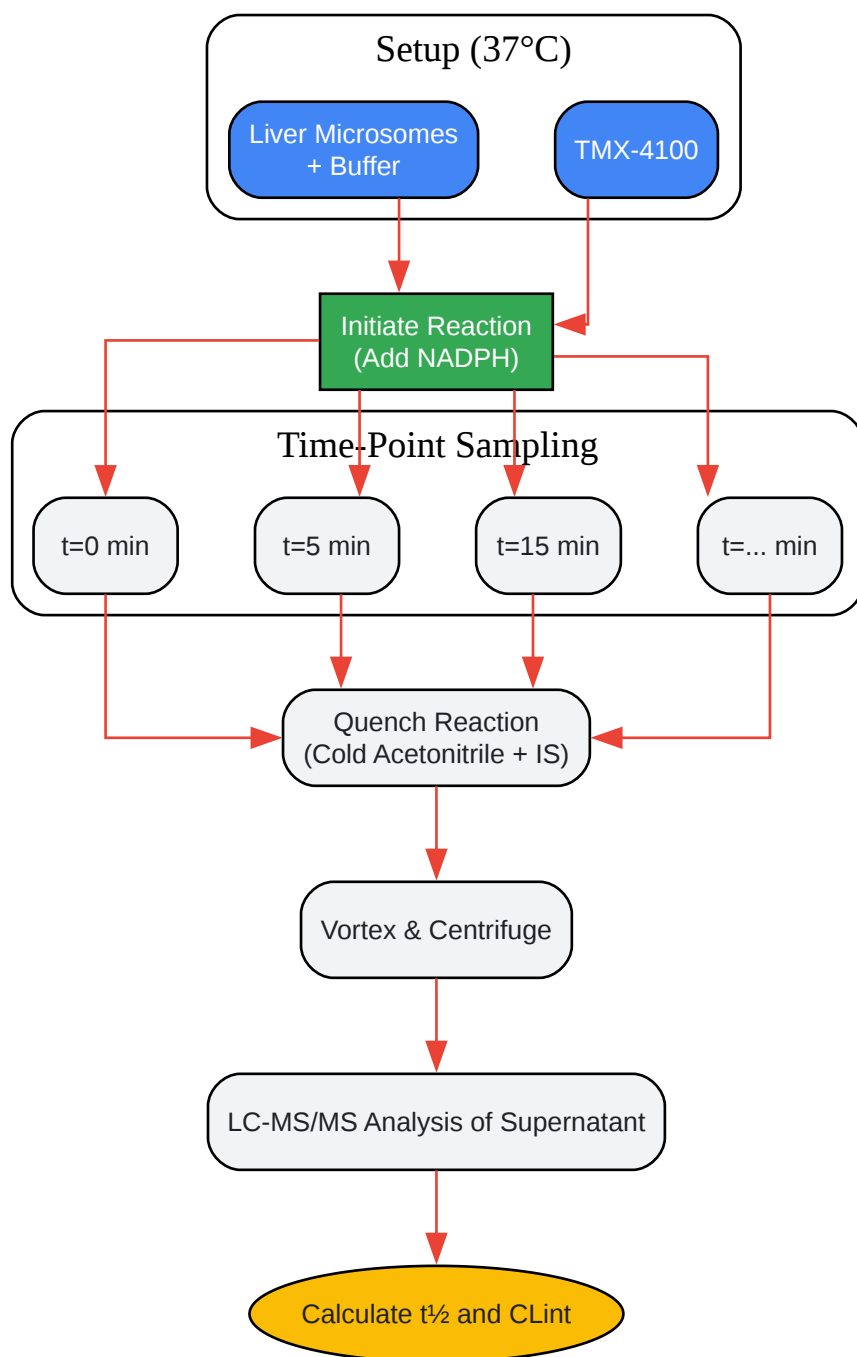 Setup (37°C)
Liver Microsomes
+ Buffer
TMX-4100
Initiate Reaction
(Add NADPH)
Time-Point Sampling
t=0 min
t=5 min
t=15 min
t=... min
Quench Reaction
(Cold Acetonitrile + IS)
Vortex & Centrifuge
LC-MS/MS Analysis of Supernatant
Calculate t½ and CLint